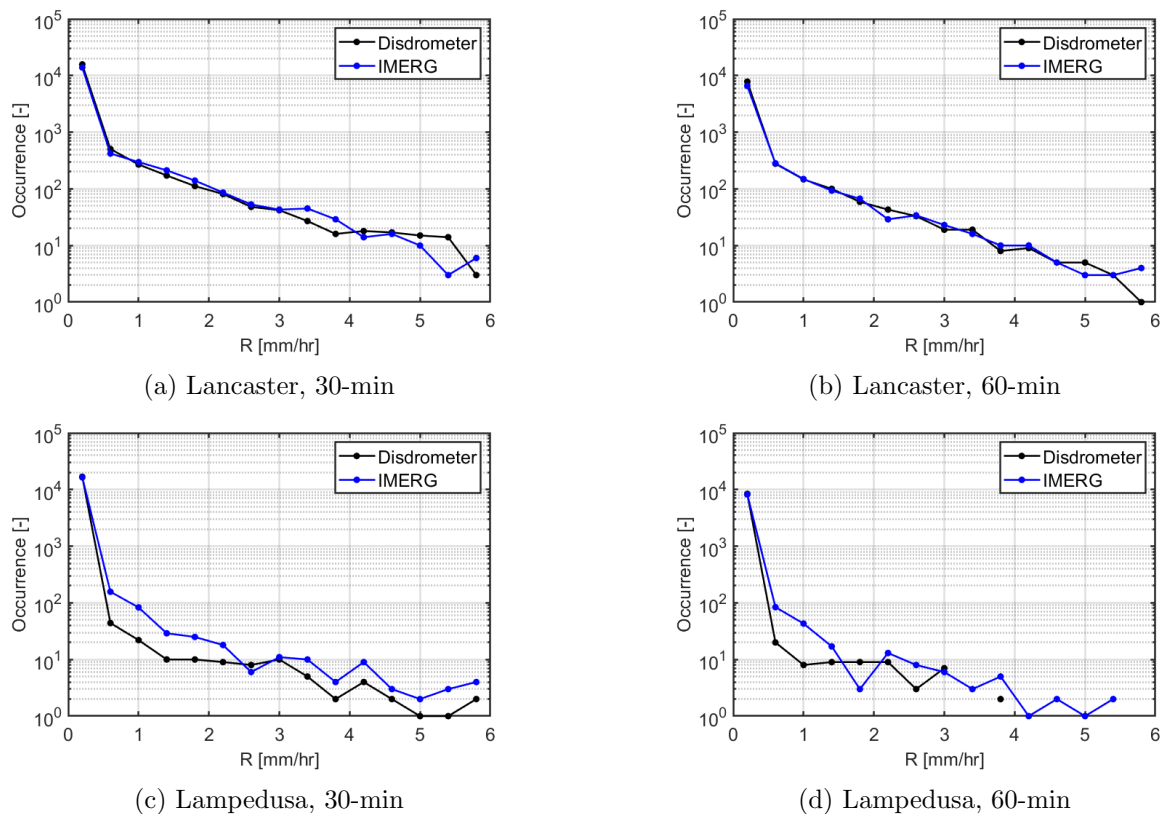 10^5
10^4
10^3
10^2
10^1
10^0
Occurrence [-]
Disdrometer
IMERG
0 1 2 3 4 5 6
R [mm/hr]
(a) Lancaster, 30-min
10^5
10^4
10^3
10^2
10^1
10^0
Occurrence [-]
Disdrometer
IMERG
0 1 2 3 4 5 6
R [mm/hr]
(b) Lancaster, 60-min
10^5
10^4
10^3
10^2
10^1
10^0
Occurrence [-]
Disdrometer
IMERG
0 1 2 3 4 5 6
R [mm/hr]
(c) Lampedusa, 30-min
10^5
10^4
10^3
10^2
10^1
10^0
Occurrence [-]
Disdrometer
IMERG
0 1 2 3 4 5 6
R [mm/hr]
(d) Lampedusa, 60-min